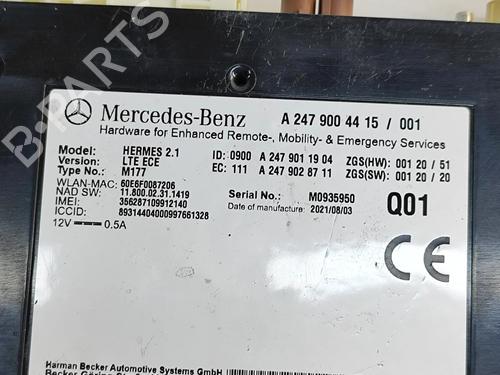 Mercedes-Benz A 247 900 44 15 / 001
Hardware for Enhanced Remote-, Mobility- & Emergency Services
Model: HERMES 2.1 ID: 0900 A 247 901 19 04 ZGS(HW): 001 20 / 51
Version: LTE ECE EC: 111 A 247 902 87 11 ZGS(SW): 001 20 / 20
Type No.: M177
WLAN-MAC: 60E6F0087206 Serial No.: M0935950 Q01
NAD SW: 11.800.02.31.1419 Date of manufacture: 2021/08/03
IMEI: 356287109912140
ICCID: 89314404000997661328
12V 0.5A
CE
Harman Becker Automotive Systems GmbH
B-PARTS